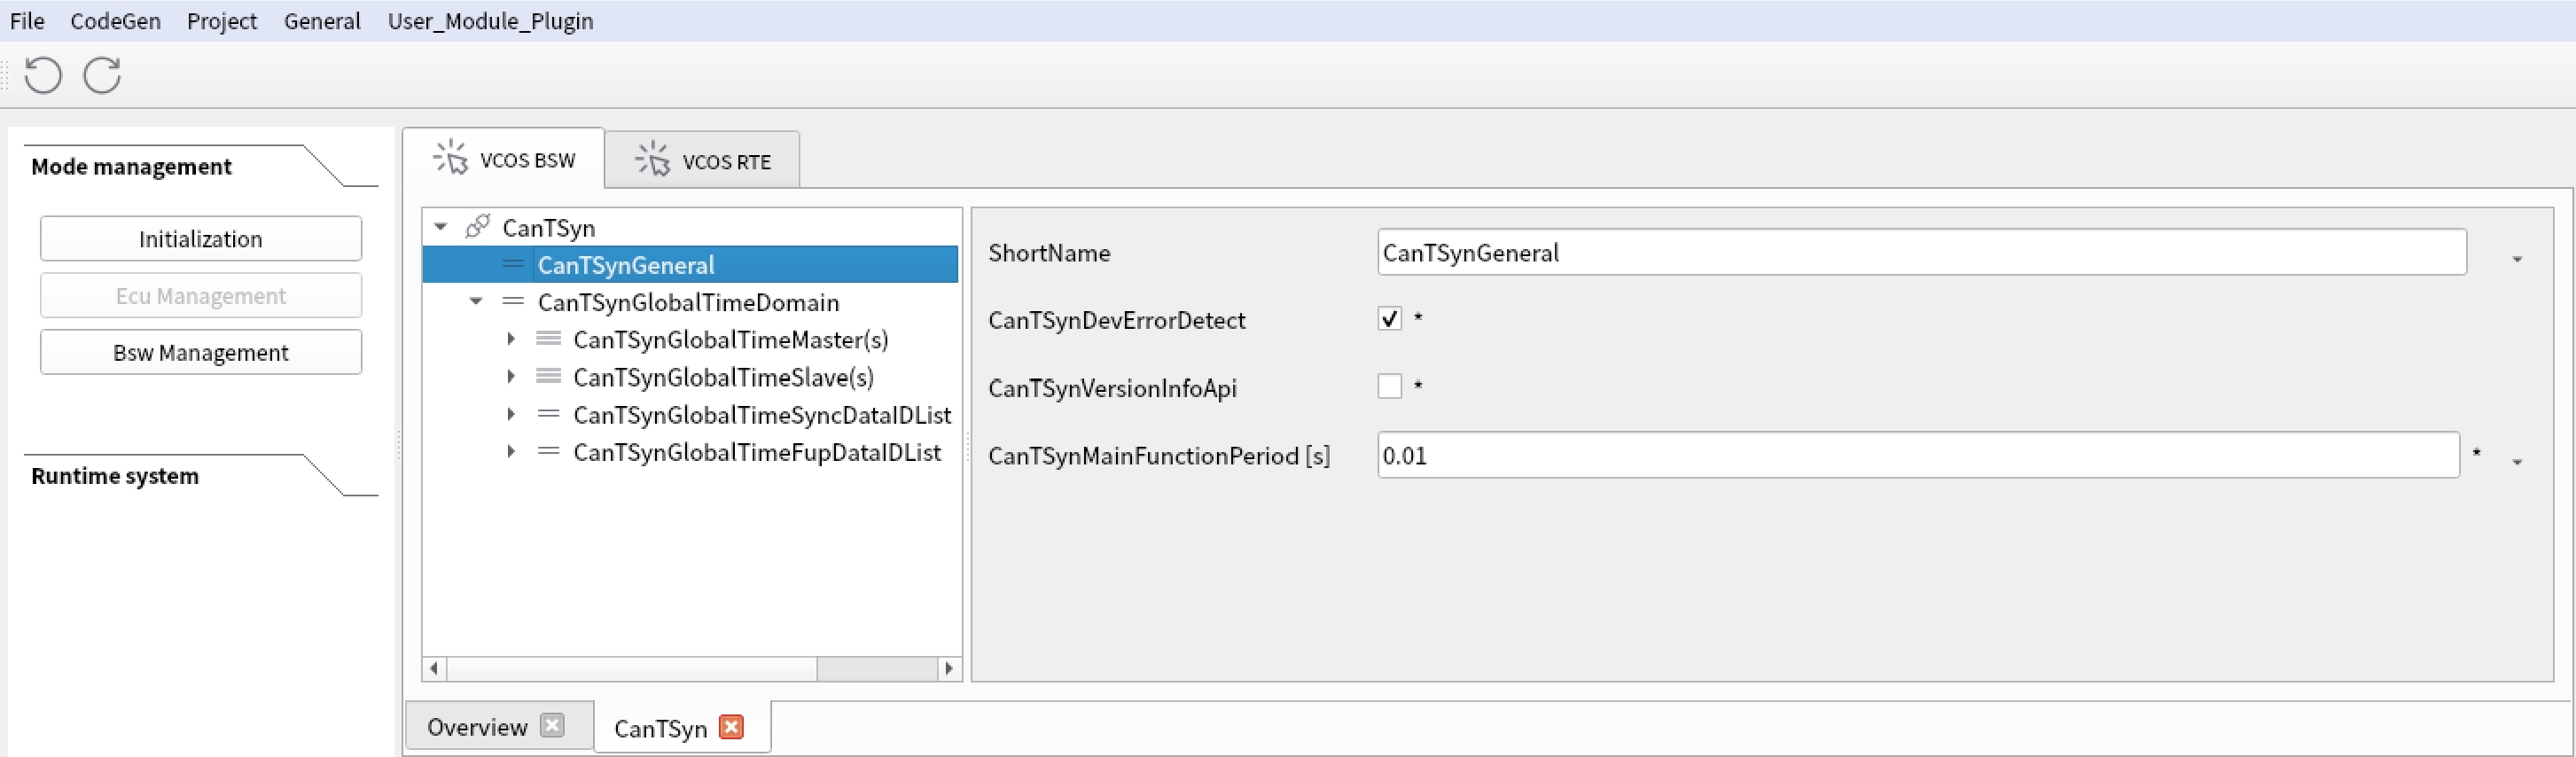 File CodeGen Project General User_Module_Plugin
Mode management
Initialization
Ecu Management
Bsw Management
Runtime system
VCOS BSW VCOS RTE
CanTSyn
CanTSynGeneral
CanTSynGlobalTimeDomain
CanTSynGlobalTimeMaster(s)
CanTSynGlobalTimeSlave(s)
CanTSynGlobalTimeSyncDataIDList
CanTSynGlobalTimeFupDataIDList
ShortName CanTSynGeneral
CanTSynDevErrorDetect *
CanTSynVersionInfoApi *
CanTSynMainFunctionPeriod [s] 0.01 *
Overview CanTSyn